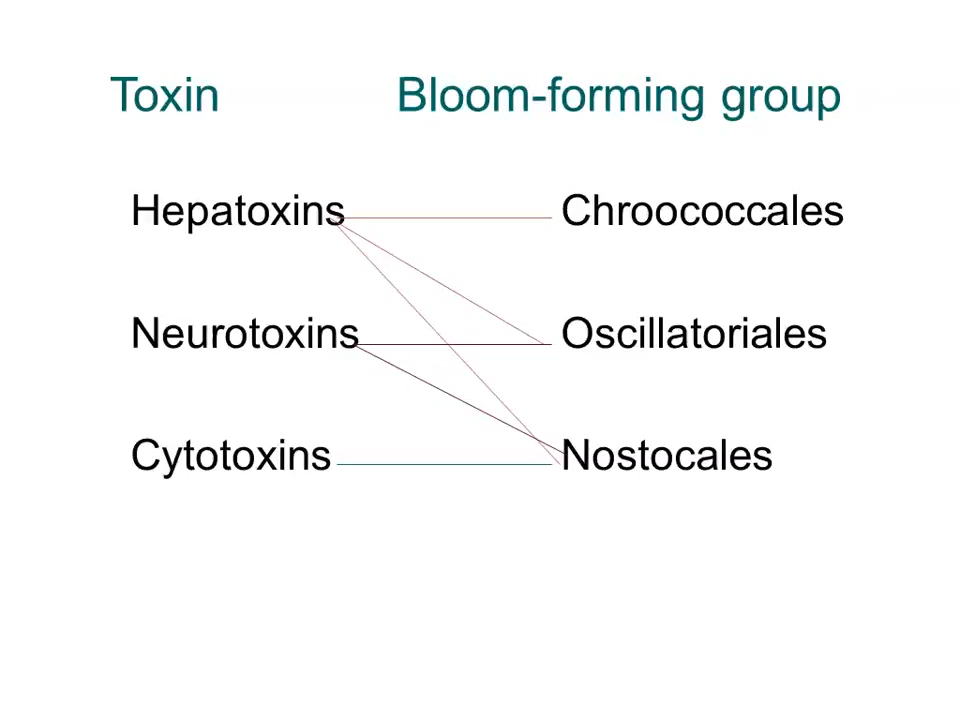 Toxin Bloom-forming group
Hepatoxins Chroococcales
Neurotoxins Oscillatoriales
Cytotoxins Nostocales